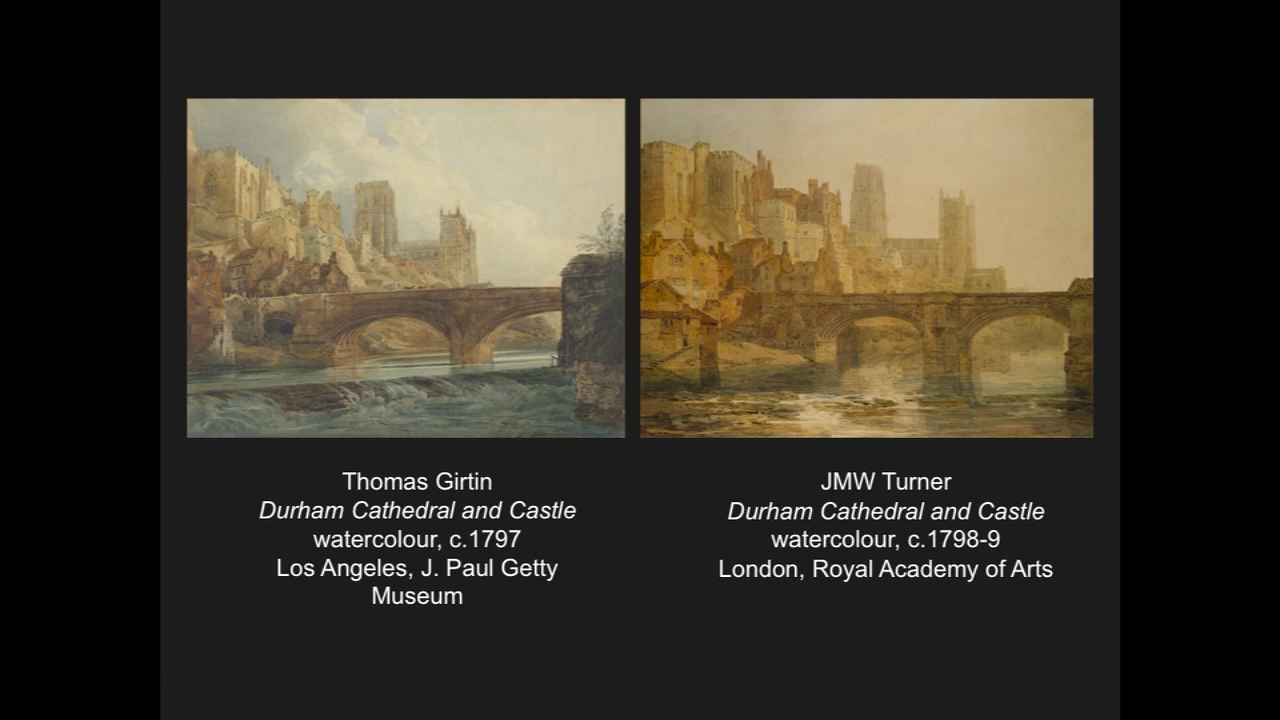 Thomas Girtin
Durham Cathedral and Castle
watercolour, c.1797
Los Angeles, J. Paul Getty
Museum
JMW Turner
Durham Cathedral and Castle
watercolour, c.1798-9
London, Royal Academy of Arts